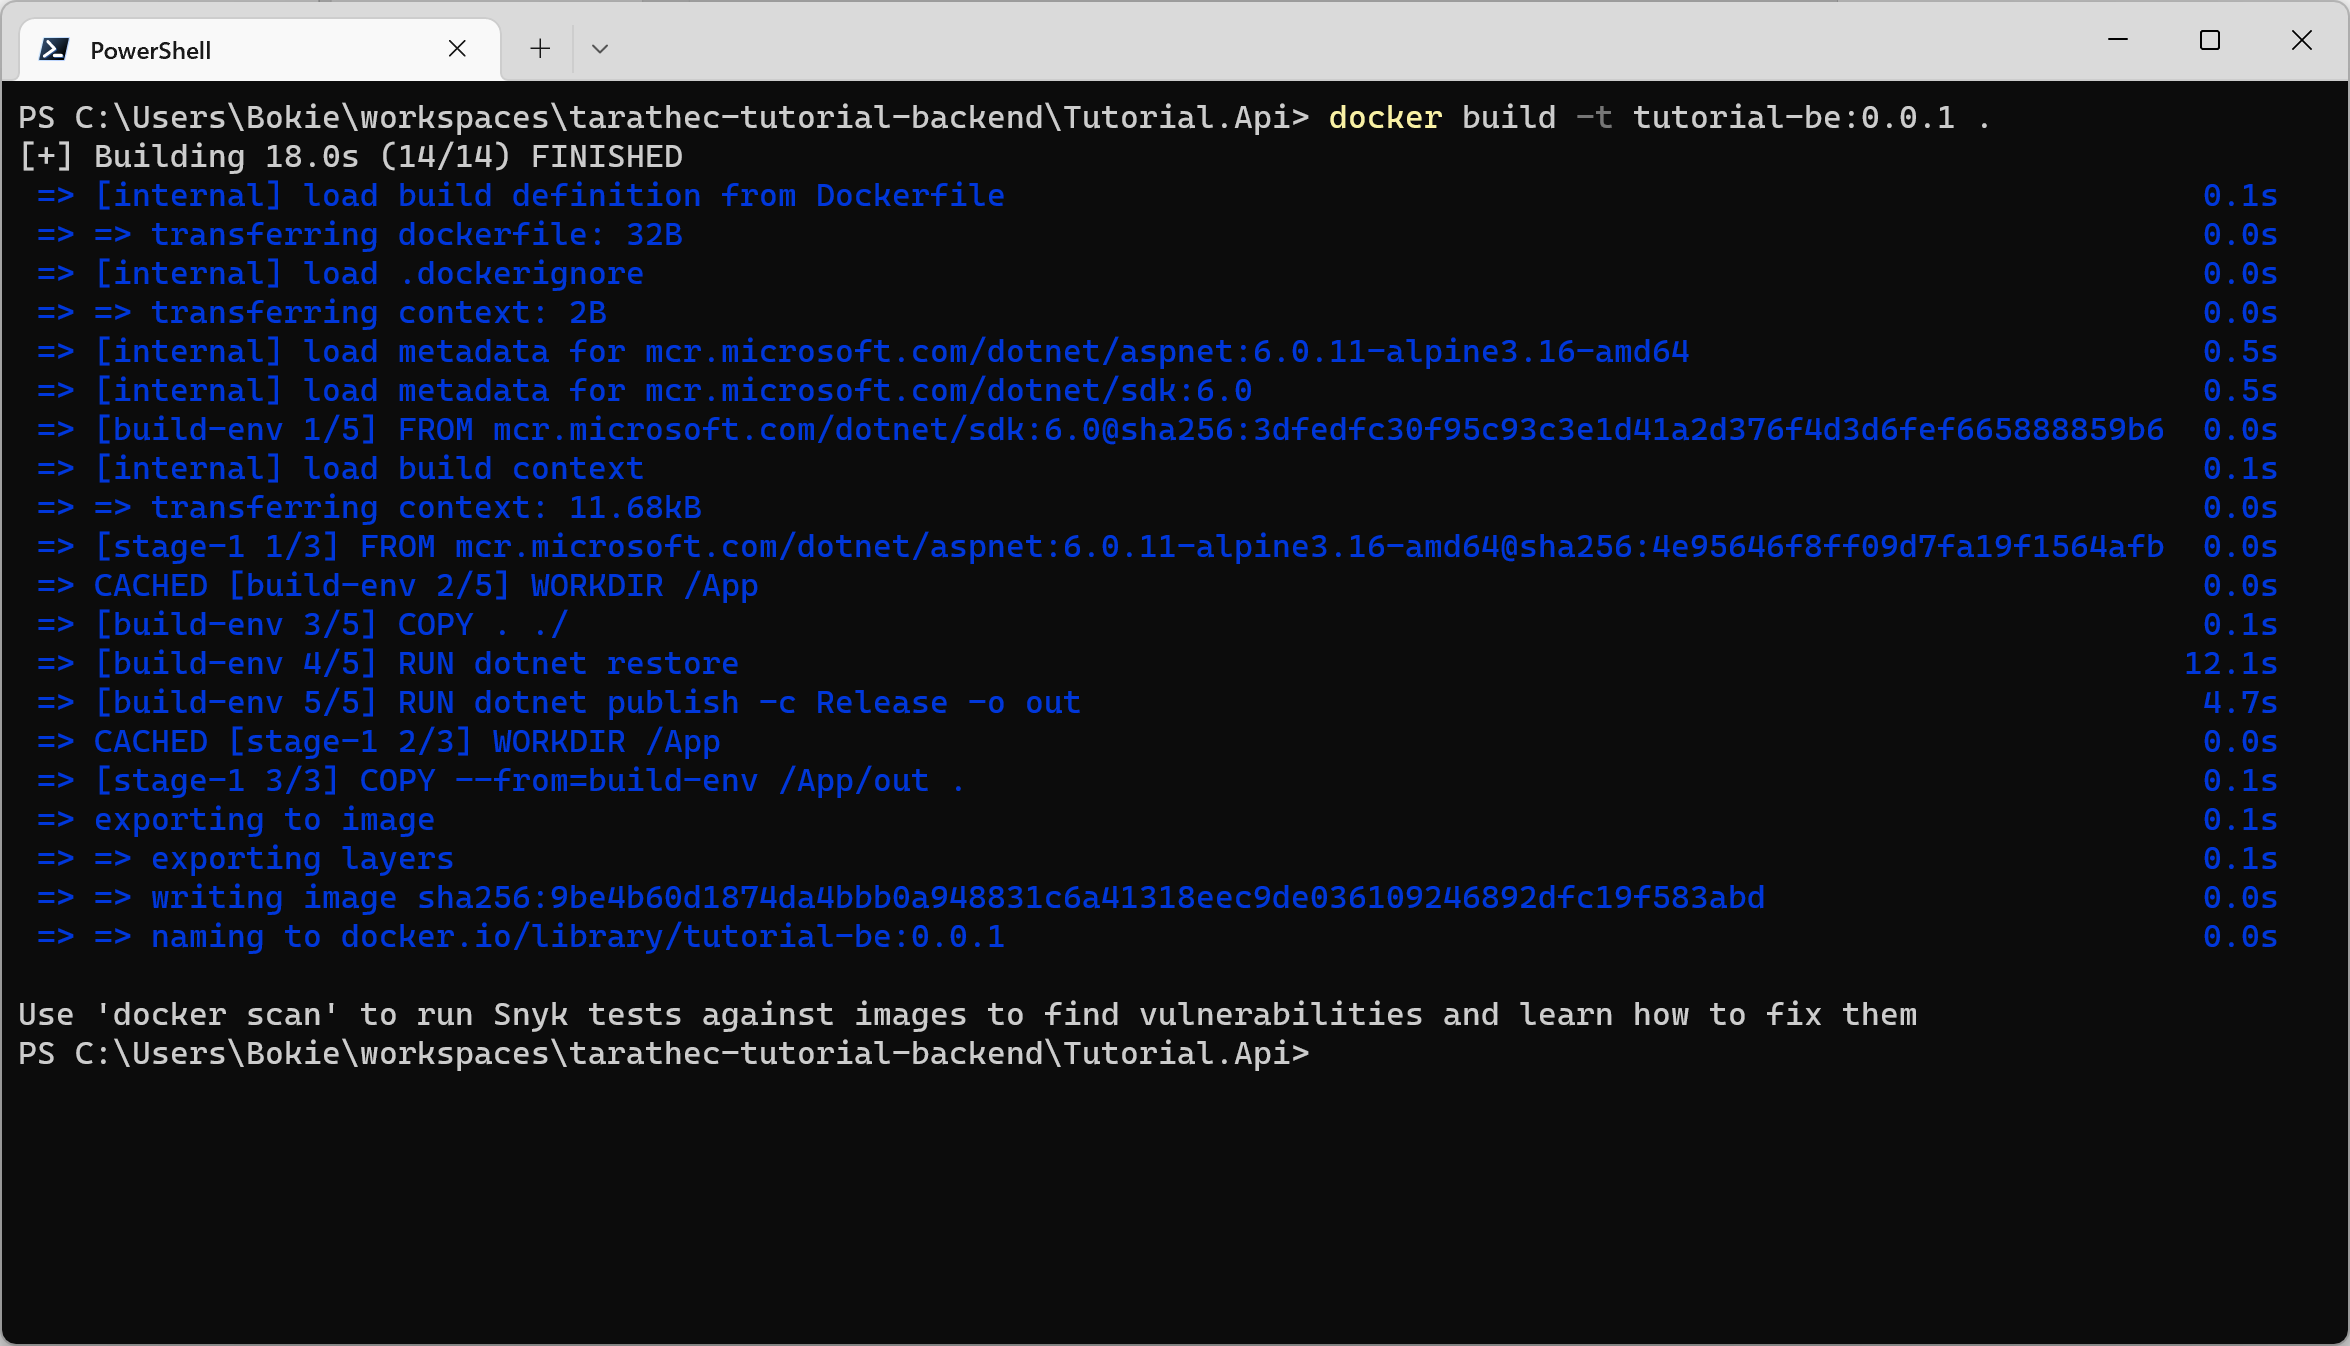 PowerShell
PS C:\Users\Bokie\workspaces\tarathec-tutorial-backend\Tutorial.Api> docker build -t tutorial-be:0.0.1 .
[+] Building 18.0s (14/14) FINISHED
=> [internal] load build definition from Dockerfile 0.1s
=> => transferring dockerfile: 32B 0.0s
=> [internal] load .dockerignore 0.0s
=> => transferring context: 2B 0.0s
=> [internal] load metadata for mcr.microsoft.com/dotnet/aspnet:6.0.11-alpine3.16-amd64 0.5s
=> [internal] load metadata for mcr.microsoft.com/dotnet/sdk:6.0 0.5s
=> [build-env 1/5] FROM mcr.microsoft.com/dotnet/sdk:6.0@sha256:3dfedfc30f95c93c3e1d41a2d376f4d3d6fef665888859b6 0.0s
=> [internal] load build context 0.1s
=> => transferring context: 11.68kB 0.0s
=> [stage-1 1/3] FROM mcr.microsoft.com/dotnet/aspnet:6.0.11-alpine3.16-amd64@sha256:4e95646f8ff09d7fa19f1564afb 0.0s
=> CACHED [build-env 2/5] WORKDIR /App 0.0s
=> [build-env 3/5] COPY . ./ 0.1s
=> [build-env 4/5] RUN dotnet restore 12.1s
=> [build-env 5/5] RUN dotnet publish -c Release -o out 4.7s
=> CACHED [stage-1 2/3] WORKDIR /App 0.0s
=> [stage-1 3/3] COPY --from=build-env /App/out . 0.1s
=> exporting to image 0.1s
=> => exporting layers 0.1s
=> => writing image sha256:9be4b60d1874da4bbb0a948831c6a41318eec9de036109246892dfc19f583abd 0.0s
=> => naming to docker.io/library/tutorial-be:0.0.1 0.0s
Use 'docker scan' to run Snyk tests against images to find vulnerabilities and learn how to fix them
PS C:\Users\Bokie\workspaces\tarathec-tutorial-backend\Tutorial.Api>